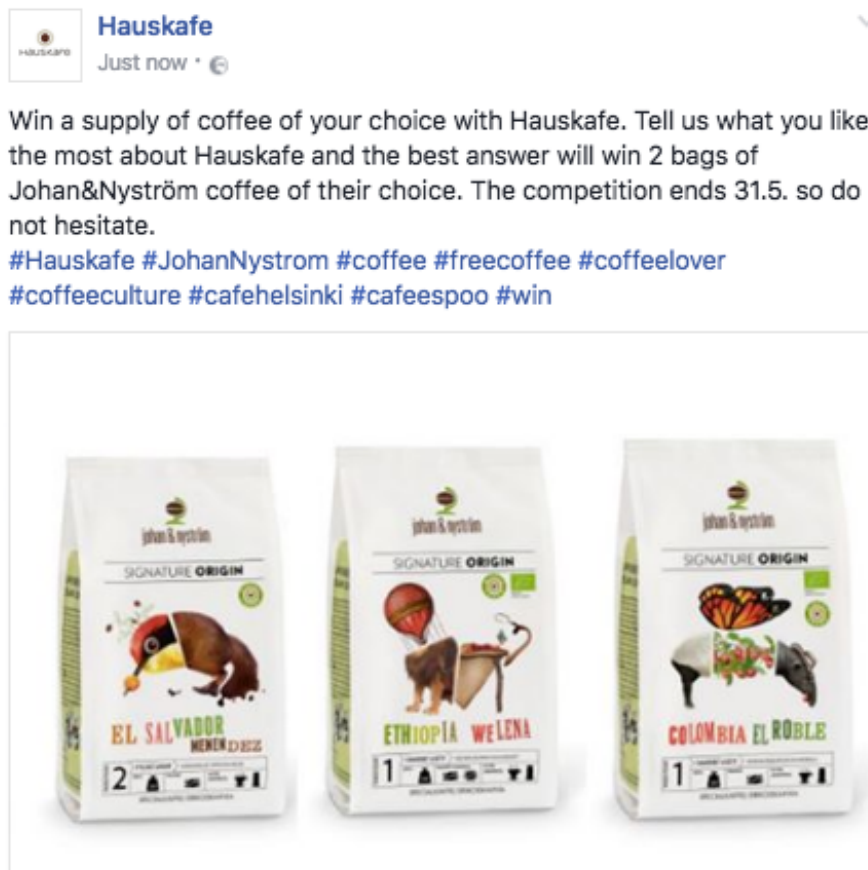 Hauskafe
HAUSKAFE
Just now
Win a supply of coffee of your choice with Hauskafe. Tell us what you like
the most about Hauskafe and the best answer will win 2 bags of
Johan&Nyström coffee of their choice. The competition ends 31.5. so do
not hesitate.
#Hauskafe #JohanNystrom #coffee #freecoffee #coffeelover
#coffeeculture #cafehelsinki #cafeespoo #win
johan & nyström
SIGNATURE ORIGIN
EL SALVADOR
MENENDEZ
2
johan & nyström
SIGNATURE ORIGIN
ETHIOPIA WELENA
1
johan & nyström
SIGNATURE ORIGIN
COLOMBIA EL ROBLE
1